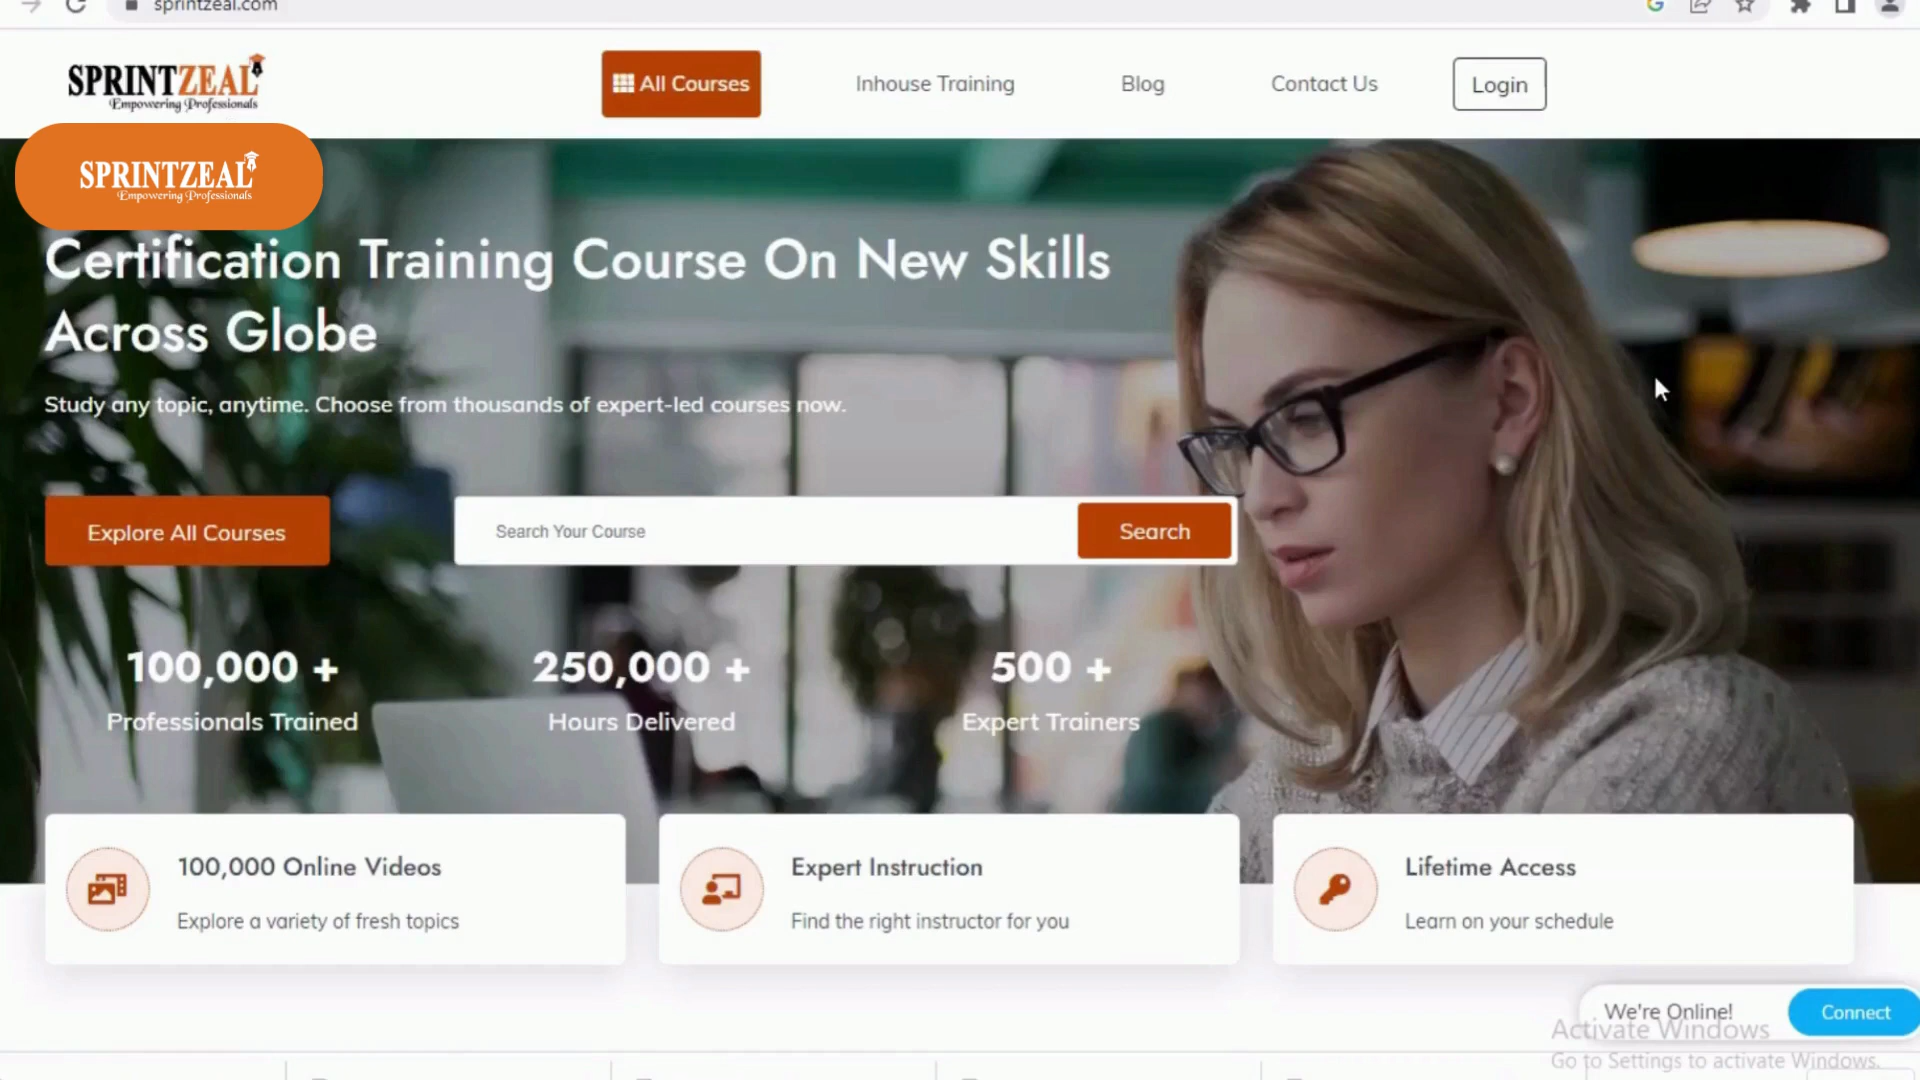 sprintzeal.com
SPRINTZEAL
Empowering Professionals
All Courses
Inhouse Training
Blog
Contact Us
Login
SPRINTZEAL
Empowering Professionals
Certification Training Course On New Skills
Across Globe
Study any topic, anytime. Choose from thousands of expert-led courses now.
Explore All Courses
Search Your Course
Search
100,000 +
Professionals Trained
250,000 +
Hours Delivered
500 +
Expert Trainers
100,000 Online Videos
Explore a variety of fresh topics
Expert Instruction
Find the right instructor for you
Lifetime Access
Learn on your schedule
We're Online!
Connect
Activate Windows
Go to Settings to activate Windows.